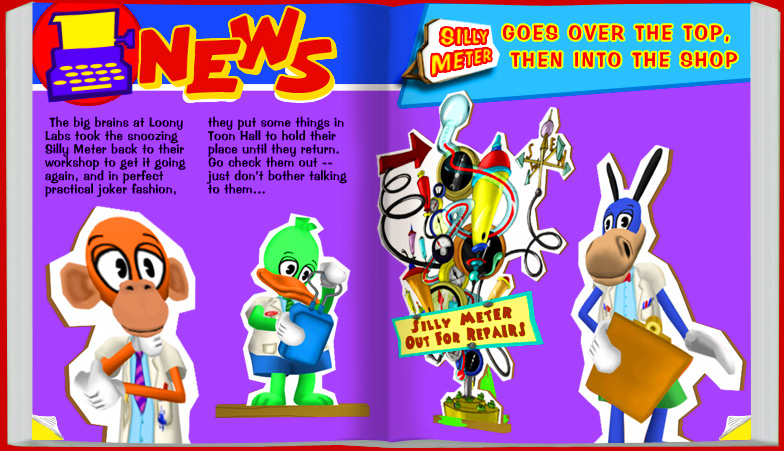 NEWS
The big brains at Loony
Labs took the snoozing
Silly Meter back to their
workshop to get it going
again, and in perfect
practical joker fashion,
they put some things in
Toon Hall to hold their
place until they return.
Go check them out --
just don't bother talking
to them...
SILLY
METER
GOES OVER THE TOP,
THEN INTO THE SHOP
SILLY METER
OUT FOR REPAIRS